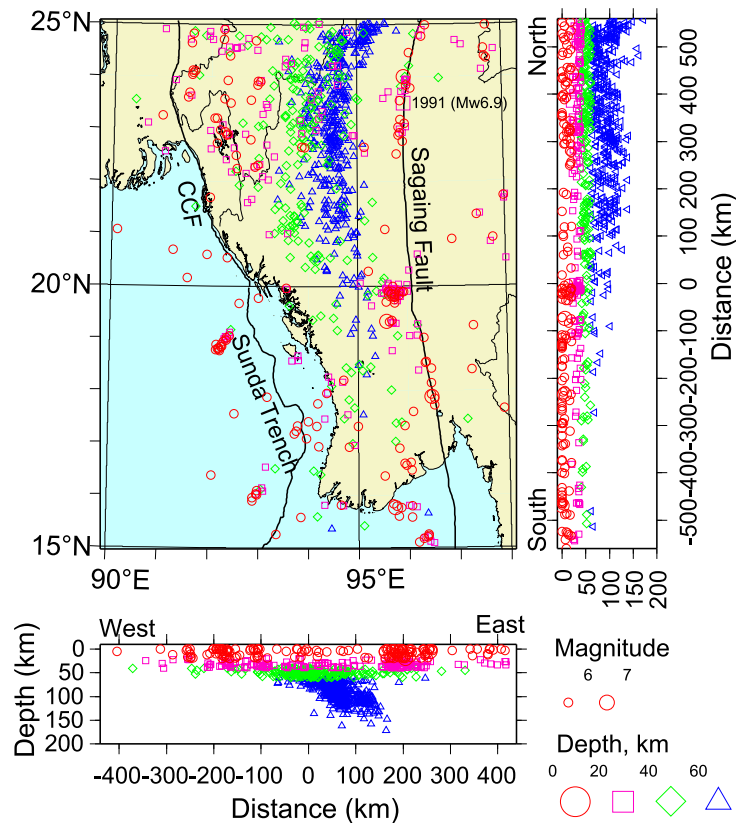 25°N
20°N
15°N
90°E
95°E
CCF
Sunda Trench
Sagaing Fault
1991 (Mw6.9)
North
South
500
400
300
200
100
0
-100
-200
-300
-400
-500
Distance (km)
0
50
100
150
200
West
East
Depth (km)
0
50
100
150
200
-400-300-200-100 0 100 200 300 400
Distance (km)
Magnitude
6 7
Depth, km
0 20 40 60